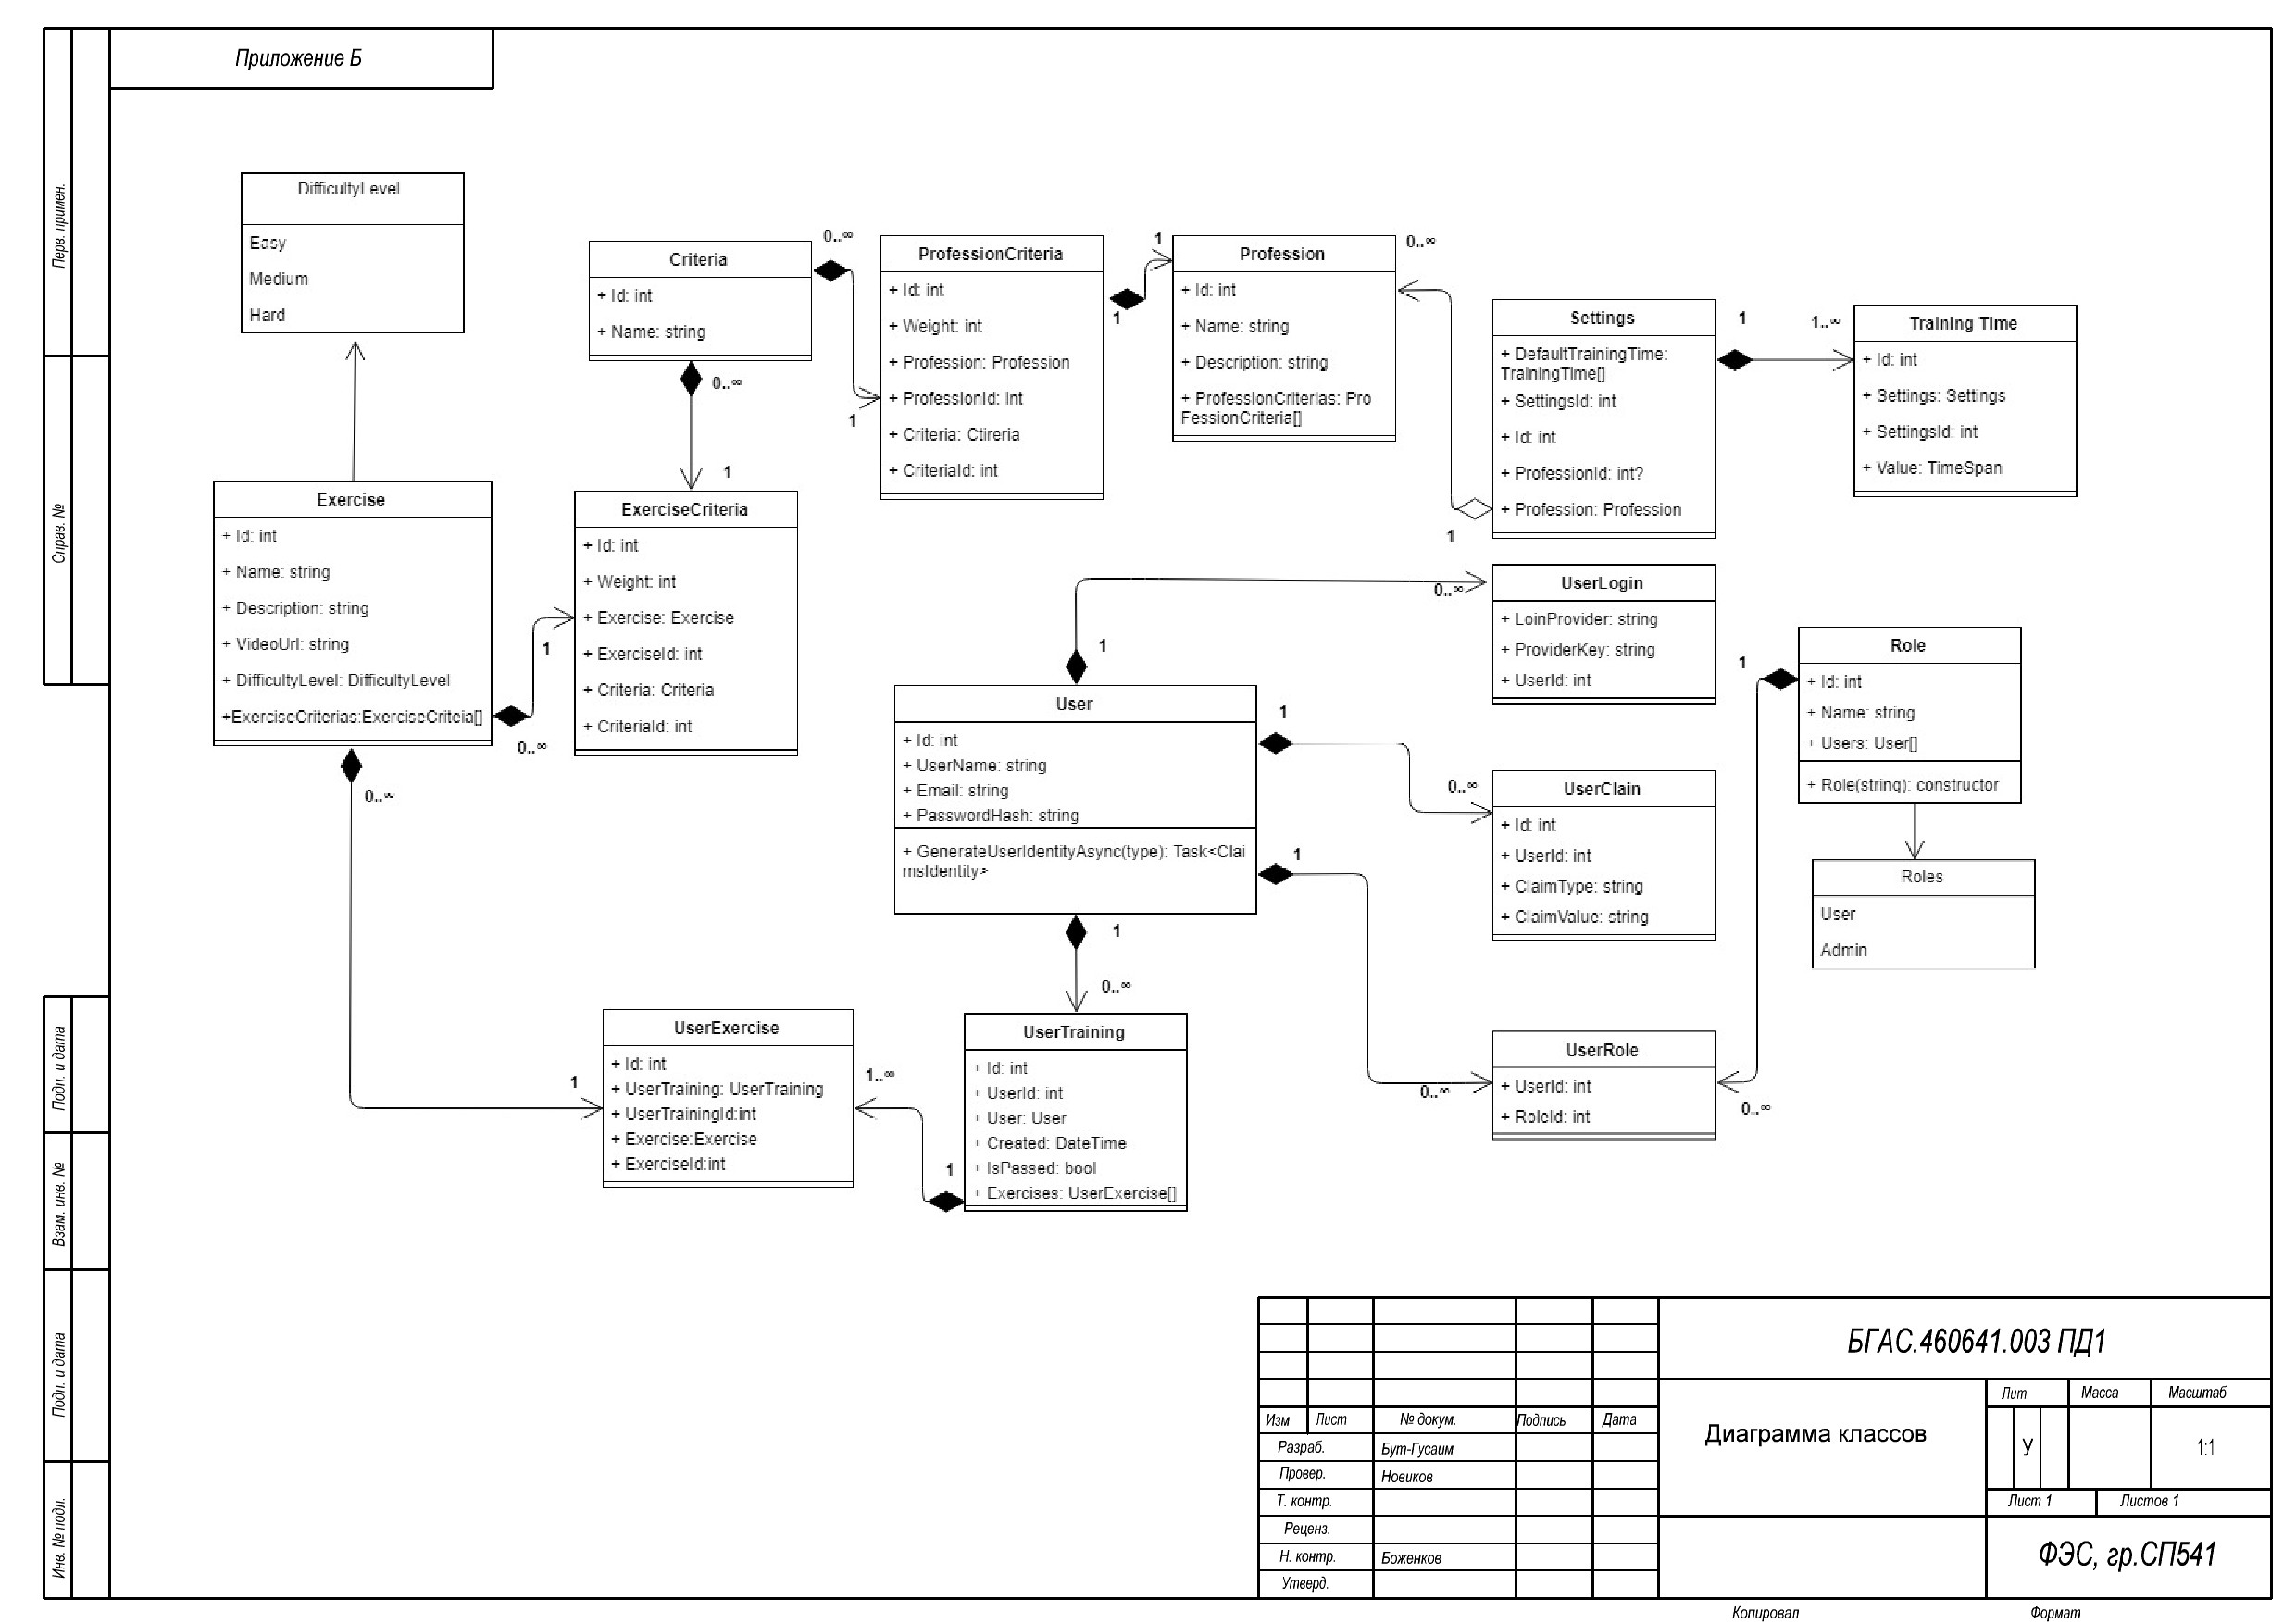 Приложение Б
Перв. примен.
Справ. №
Подп. и дата
Взам. инв. №
Подп. и дата
Инв. № подл.
DifficultyLevel
Easy
Medium
Hard
Criteria
+ Id: int
+ Name: string
0..∞
1
0..∞
1
ProfessionCriteria
+ Id: int
+ Weight: int
+ Profession: Profession
+ ProfessionId: int
+ Criteria: Ctireria
+ CriteriaId: int
1
1
Profession
+ Id: int
+ Name: string
+ Description: string
+ ProfessionCriterias: Pro
FessionCriteria[]
0..∞
1
Settings
+ DefaultTrainingTime:
TrainingTime[]
+ SettingsId: int
+ Id: int
+ ProfessionId: int?
+ Profession: Profession
1
1..∞
Training TIme
+ Id: int
+ Settings: Settings
+ SettingsId: int
+ Value: TimeSpan
Exercise
+ Id: int
+ Name: string
+ Description: string
+ VideoUrl: string
+ DifficultyLevel: DifficultyLevel
+ExerciseCriterias:ExerciseCriteia[]
1
0..∞
0..∞
ExerciseCriteria
+ Id: int
+ Weight: int
+ Exercise: Exercise
+ ExerciseId: int
+ Criteria: Criteria
+ CriteriaId: int
User
+ Id: int
+ UserName: string
+ Email: string
+ PasswordHash: string
+ GenerateUserIdentityAsync(type): Task<Clai
msIdentity>
1
0..∞
1
0..∞
1
0..∞
1
0..∞
UserLogin
+ LoinProvider: string
+ ProviderKey: string
+ UserId: int
UserClain
+ Id: int
+ UserId: int
+ ClaimType: string
+ ClaimValue: string
1
Role
+ Id: int
+ Name: string
+ Users: User[]
+ Role(string): constructor
Roles
User
Admin
UserExercise
+ Id: int
+ UserTraining: UserTraining
+ UserTrainingId:int
+ Exercise:Exercise
+ ExerciseId:int
1
1..∞
1
UserTraining
+ Id: int
+ UserId: int
+ User: User
+ Created: DateTime
+ IsPassed: bool
+ Exercises: UserExercise[]
UserRole
+ UserId: int
+ RoleId: int
0..∞
БГАС.460641.003 ПД1
Диаграмма классов
Лит Масса Масштаб
У 1:1
Лист 1 Листов 1
ФЭС, гр.СП541
Изм Лист № докум. Подпись Дата
Разраб. Бут-Гусаим
Провер. Новиков
Т. контр.
Реценз.
Н. контр. Боженков
Утверд.
Копировал Формат